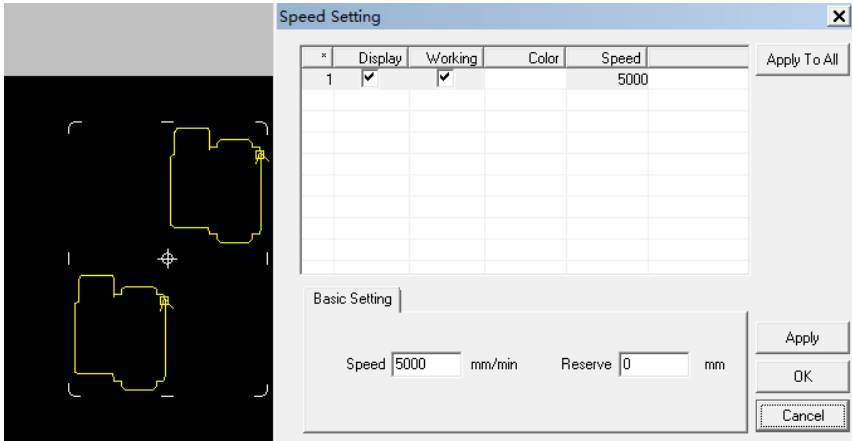 Speed Setting
* Display Working Color Speed
1 5000
Apply To All
Basic Setting
Speed 5000 mm/min Reserve 0 mm
Apply
OK
Cancel